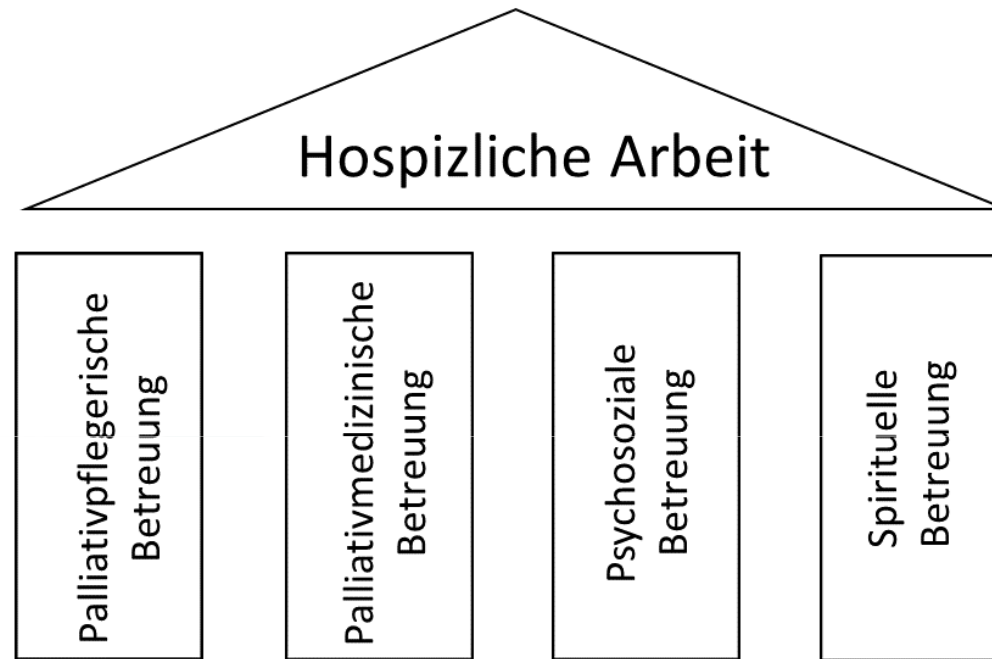 Hospizliche Arbeit
Palliativpflegerische
Betreuung
Palliativmedizinische
Betreuung
Psychosoziale
Betreuung
Spirituelle
Betreuung